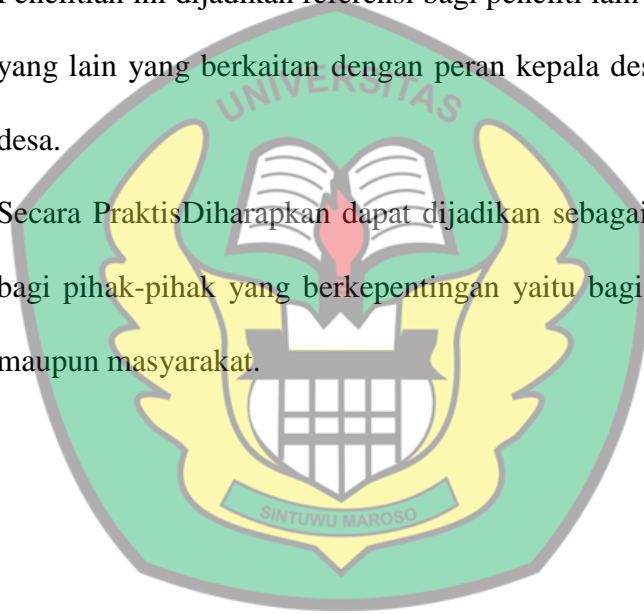 Penelitian ini dijadikan referensi bagi peneliti lain
yang lain yang berkaitan dengan peran kepala des
desa.
Secara PraktisDiharapkan dapat dijadikan sebagai
bagi pihak-pihak yang berkepentingan yaitu bagi
maupun masyarakat.
UNIVERSITAS
SINTUWU MAROSO